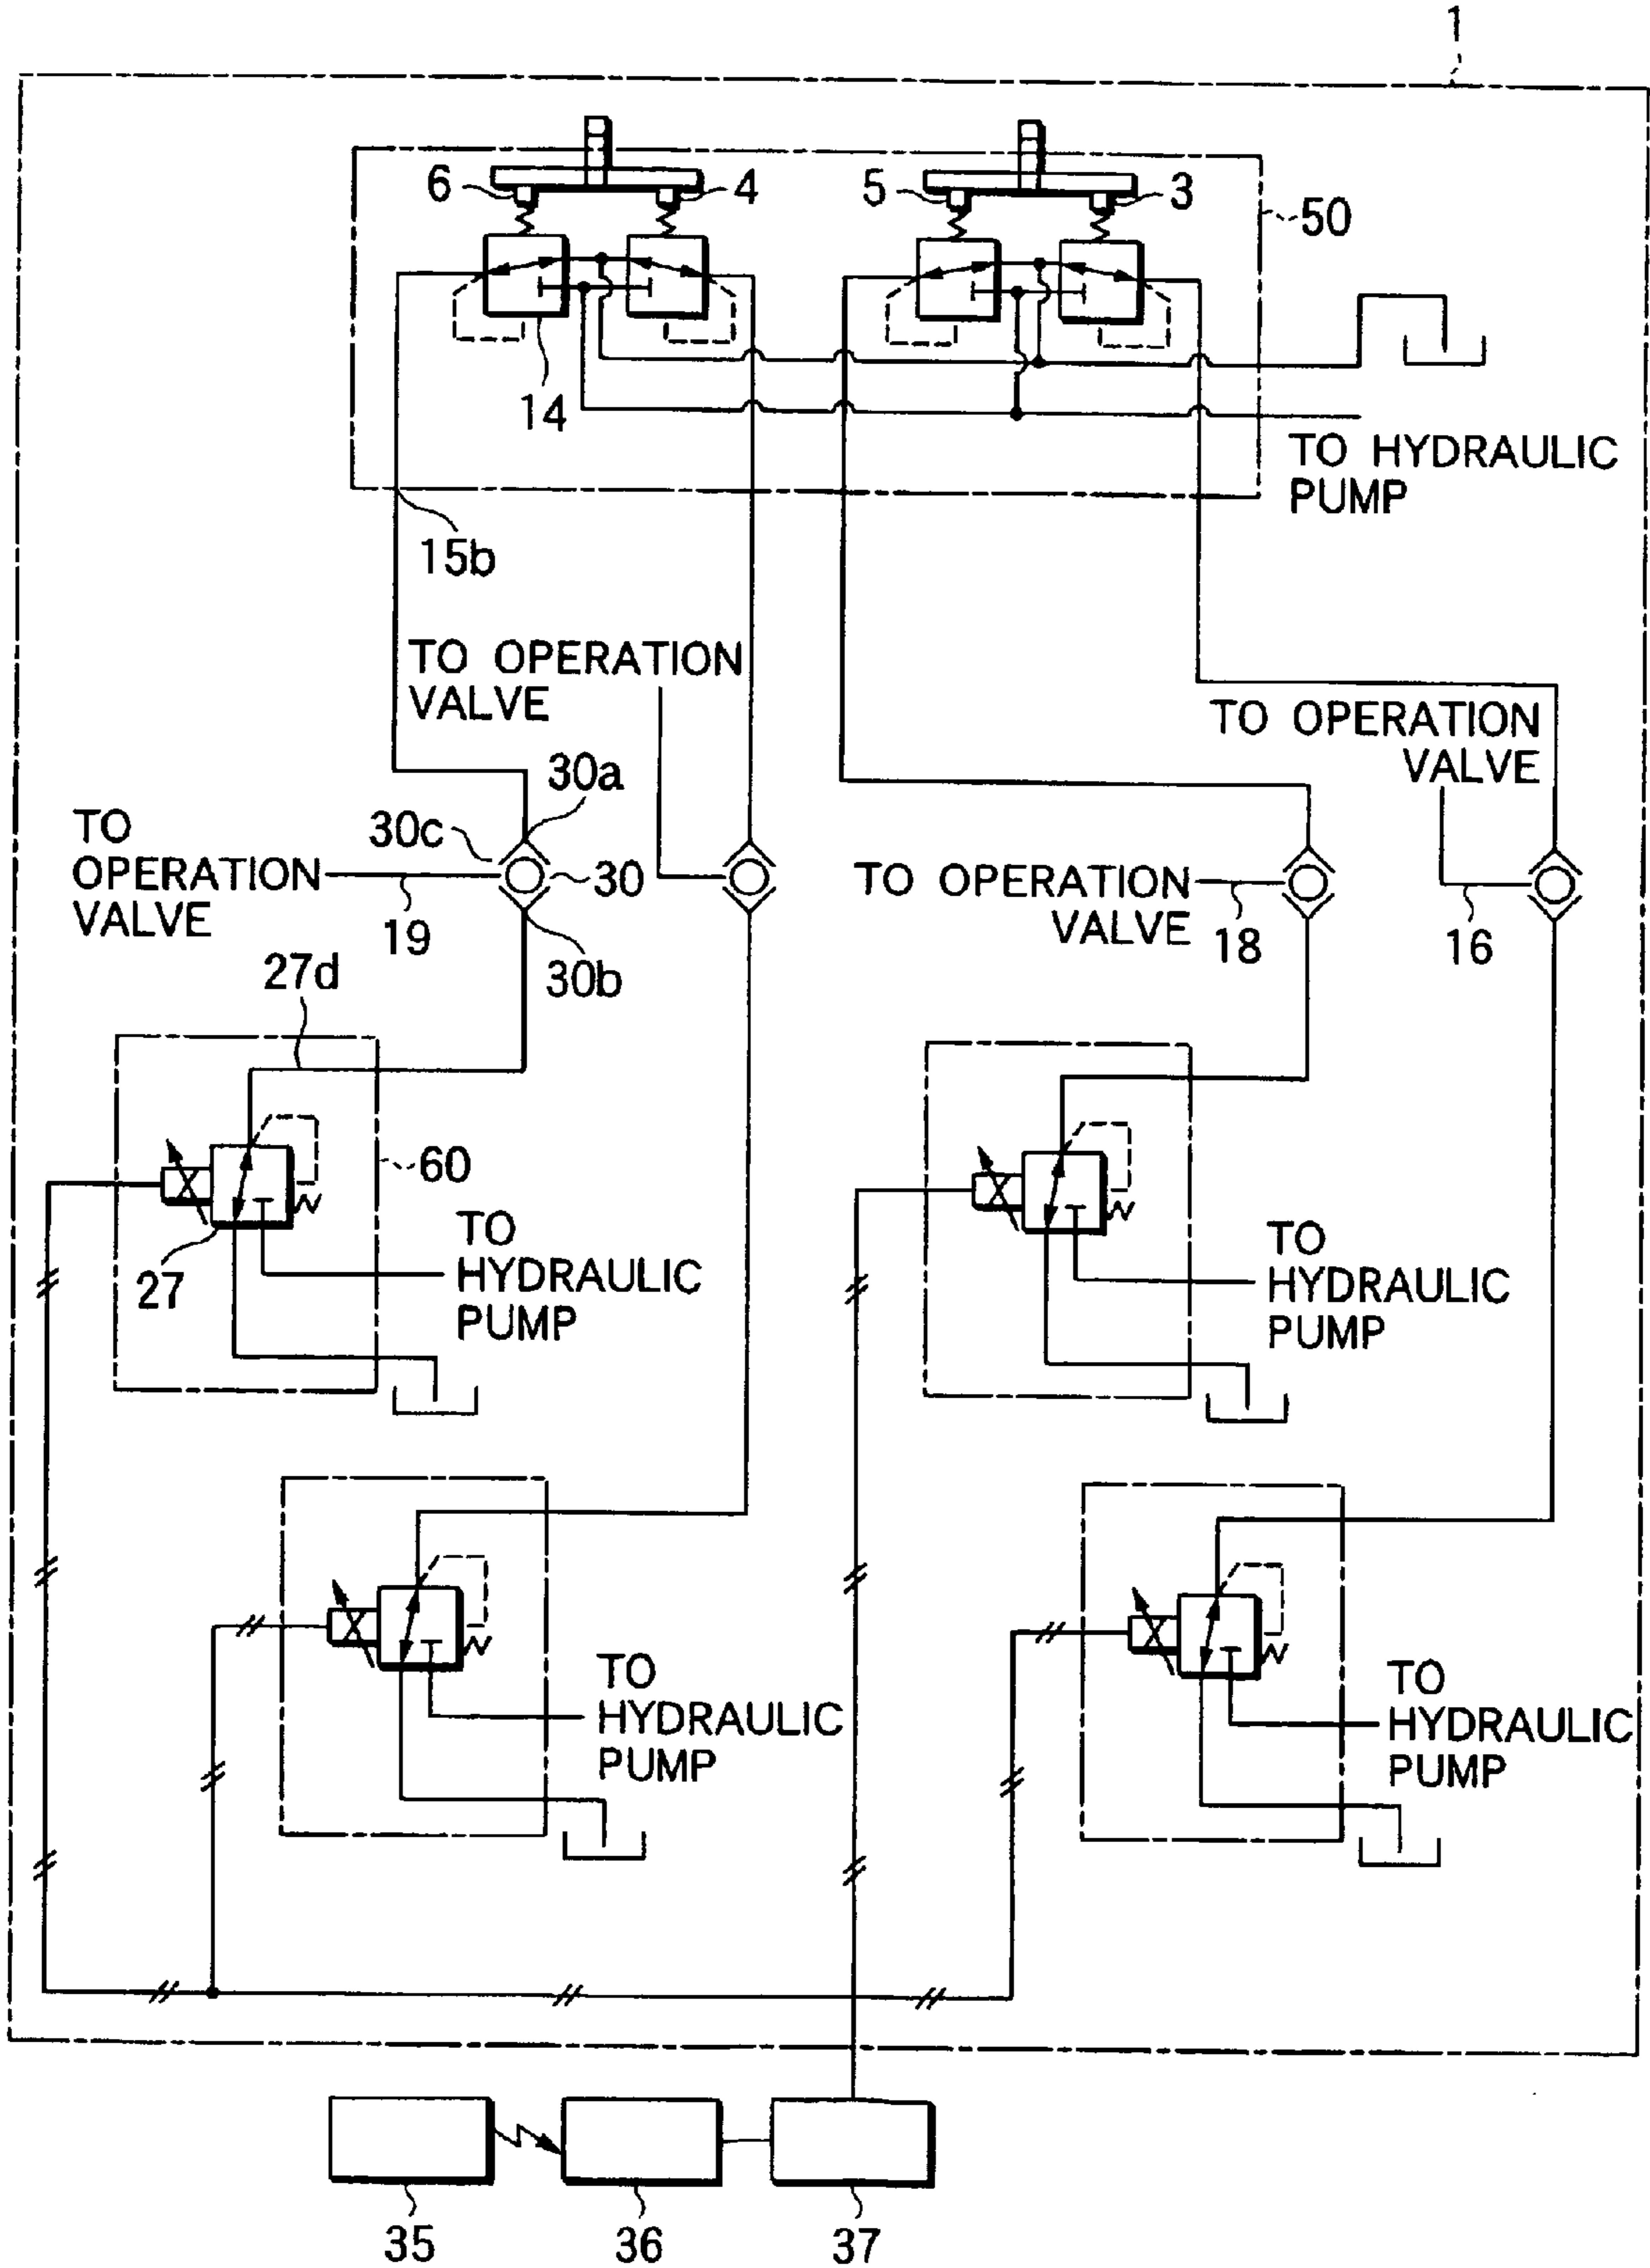 1
6
4
5
3
50
14
TO HYDRAULIC
PUMP
15b
TO OPERATION
VALVE
TO OPERATION
VALVE
30a
30c
TO
OPERATION
VALVE
30
19
30b
TO OPERATION
VALVE
18
16
27d
60
27
TO
HYDRAULIC
PUMP
TO
HYDRAULIC
PUMP
TO
HYDRAULIC
PUMP
TO
HYDRAULIC
PUMP
35
36
37